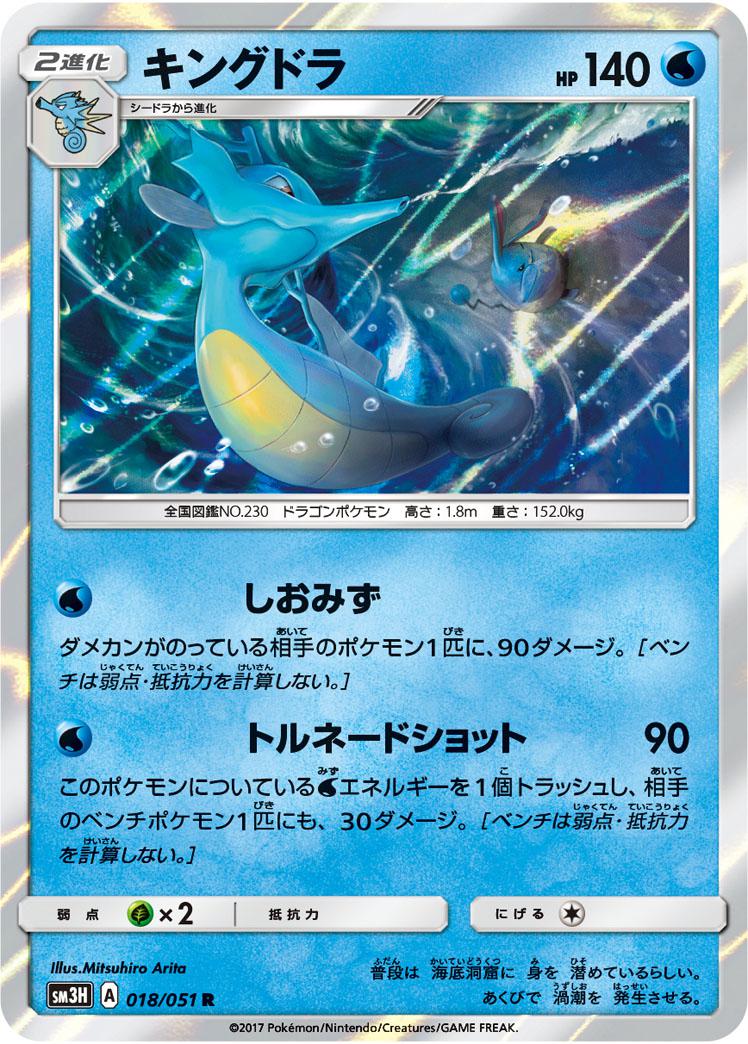 2進化
キングドラ
HP 140
シードラから進化
全国図鑑NO.230 ドラゴンポケモン 高さ：1.8m 重さ：152.0kg
しおみず
ダメカンがのっている相手のポケモン1匹に、90ダメージ。［ベン
チは弱点・抵抗力を計算しない。］
トルネードショット 90
このポケモンについている エネルギーを1個トラッシュし、相手
のベンチポケモン1匹にも、30ダメージ。［ベンチは弱点・抵抗力
を計算しない。］
弱点 ×2 抵抗力 にげる
Illus.Mitsuhiro Arita
普段は 海底洞窟に 身を 潜めているらしい。
あくびで 渦潮を 発生させる。
SM3H A 018/051 R
©2017 Pokémon/Nintendo/Creatures/GAME FREAK.